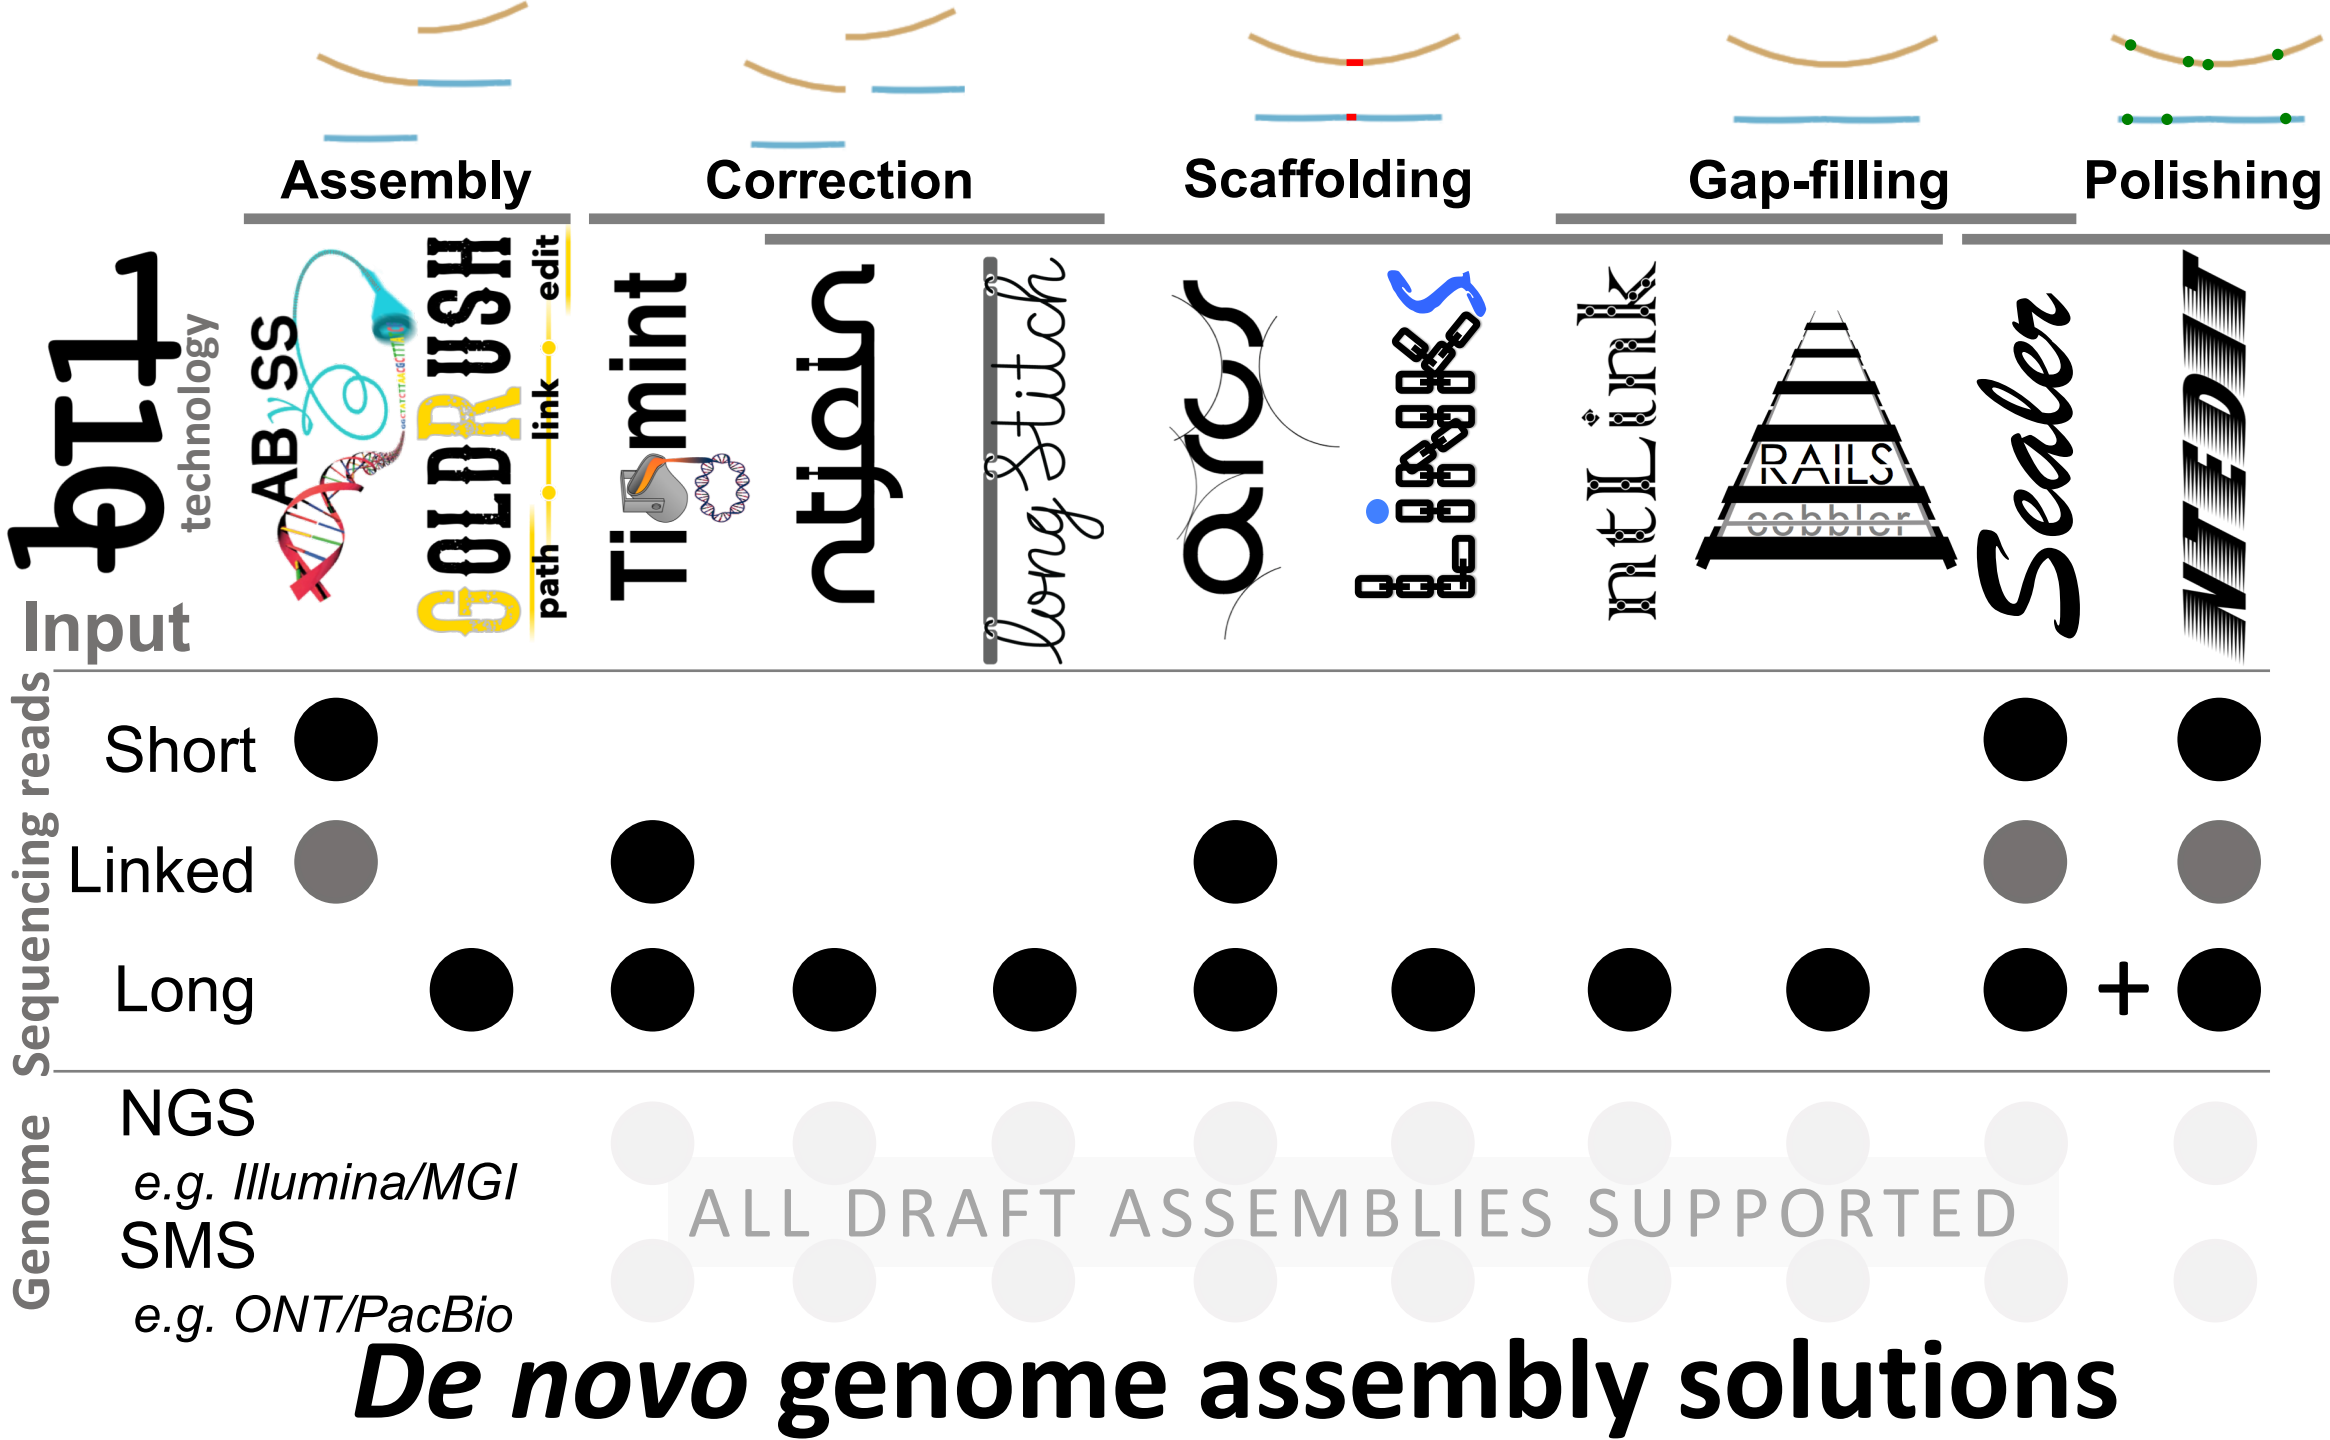 Assembly
Correction
Scaffolding
Gap-filling
Polishing
btl
technology
ABySS
GOLDRUSH
path link edit
Tigmint
ntJoin
longStitch
arcs
LINKS
ntLink
RAILS
cobbler
Sealer
NTEDIT
Input
Sequencing reads
Short
Linked
Long
+
Genome
NGS
e.g. Illumina/MGI
SMS
e.g. ONT/PacBio
ALL DRAFT ASSEMBLIES SUPPORTED
De novo genome assembly solutions